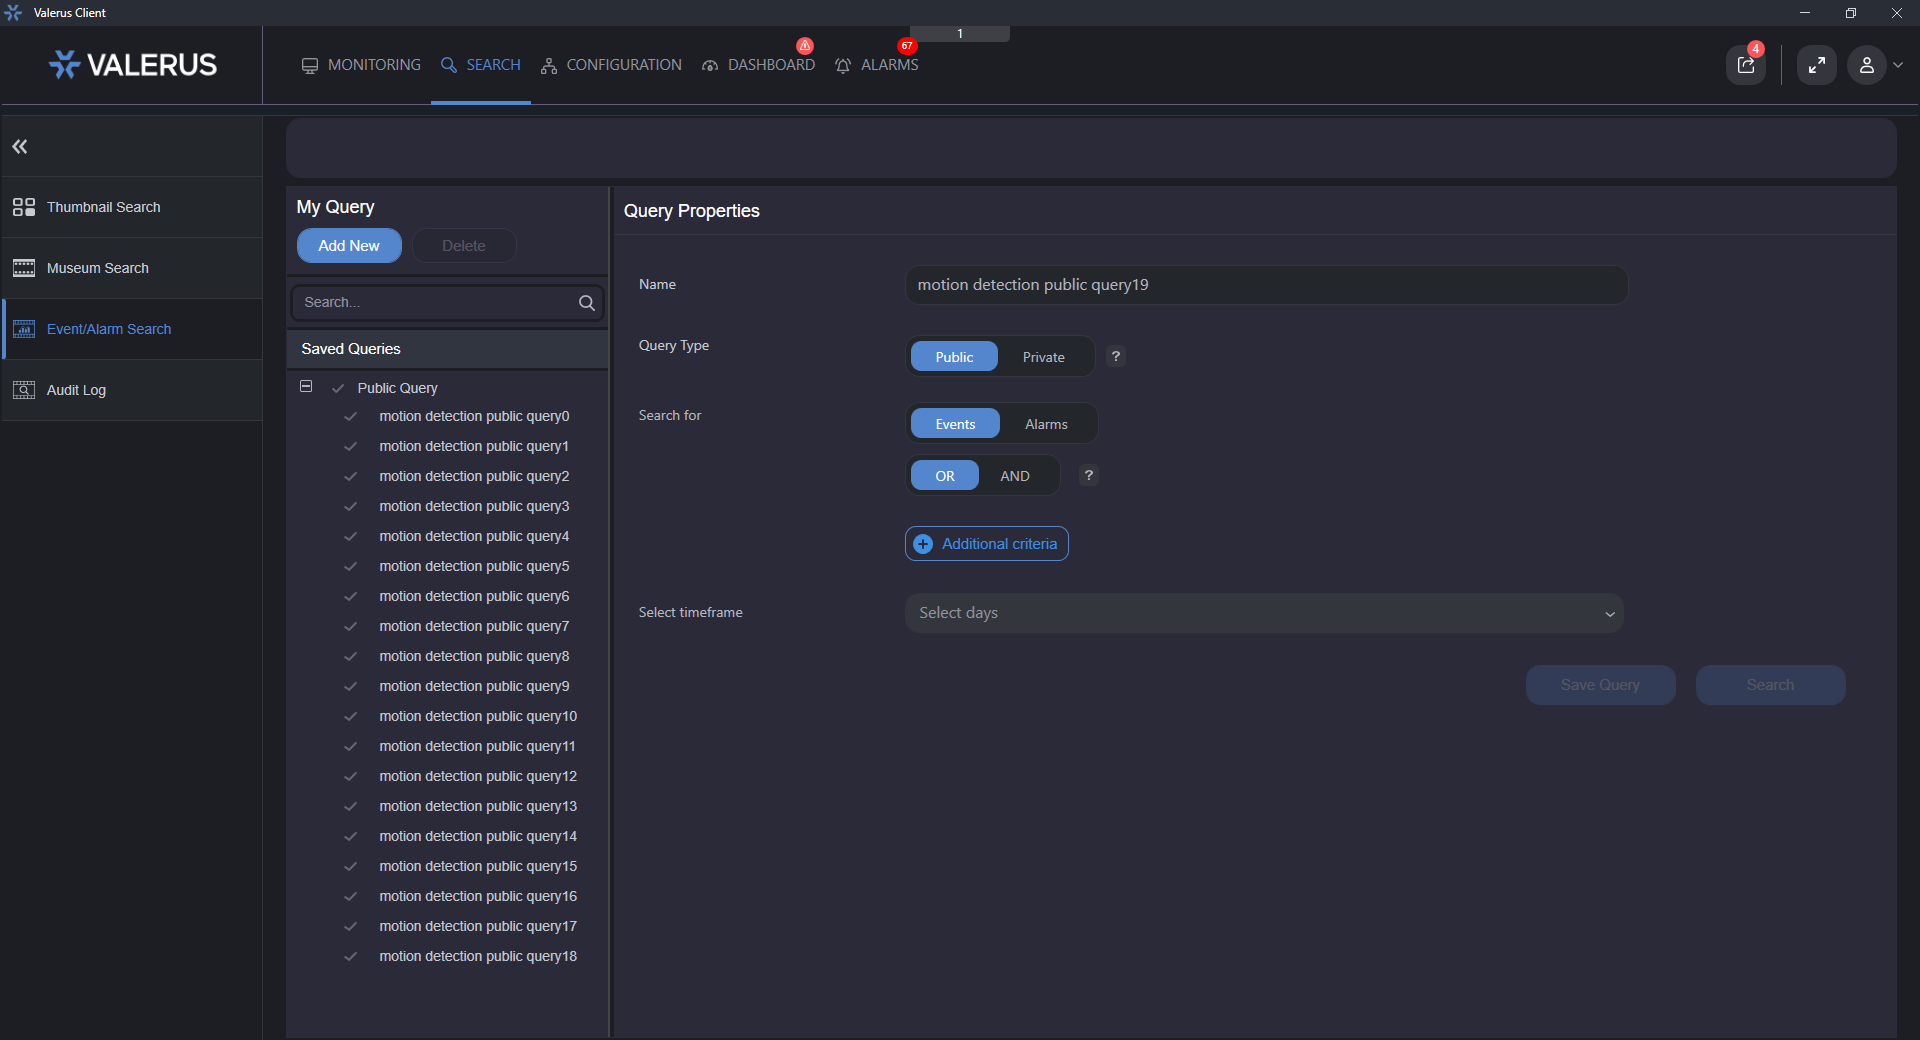 Valerus Client
1
VALERUS
MONITORING
SEARCH
CONFIGURATION
DASHBOARD
67
ALARMS
4
Thumbnail Search
Museum Search
Event/Alarm Search
Audit Log
My Query
Add New
Delete
Search...
Saved Queries
Public Query
motion detection public query0
motion detection public query1
motion detection public query2
motion detection public query3
motion detection public query4
motion detection public query5
motion detection public query6
motion detection public query7
motion detection public query8
motion detection public query9
motion detection public query10
motion detection public query11
motion detection public query12
motion detection public query13
motion detection public query14
motion detection public query15
motion detection public query16
motion detection public query17
motion detection public query18
Query Properties
Name
motion detection public query19
Query Type
Public
Private
?
Search for
Events
Alarms
OR
AND
?
Additional criteria
Select timeframe
Select days
Save Query
Search